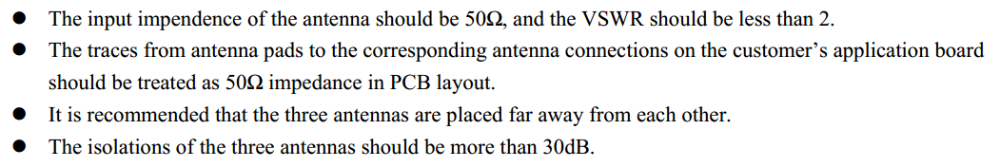 ● The input impendence of the antenna should be 50Ω, and the VSWR should be less than 2.
● The traces from antenna pads to the corresponding antenna connections on the customer’s application board
should be treated as 50Ω impedance in PCB layout.
● It is recommended that the three antennas are placed far away from each other.
● The isolations of the three antennas should be more than 30dB.